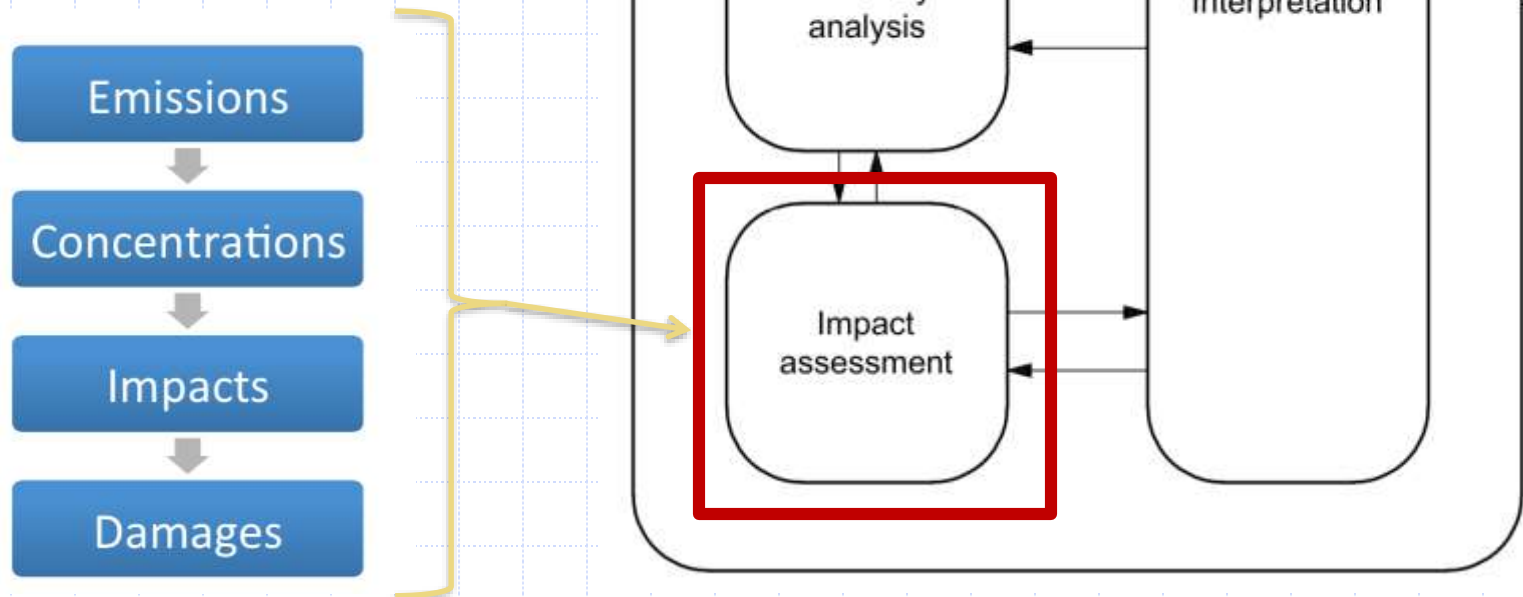 Emissions
Concentrations
Impacts
Damages
analysis
Interpretation
Impact
assessment